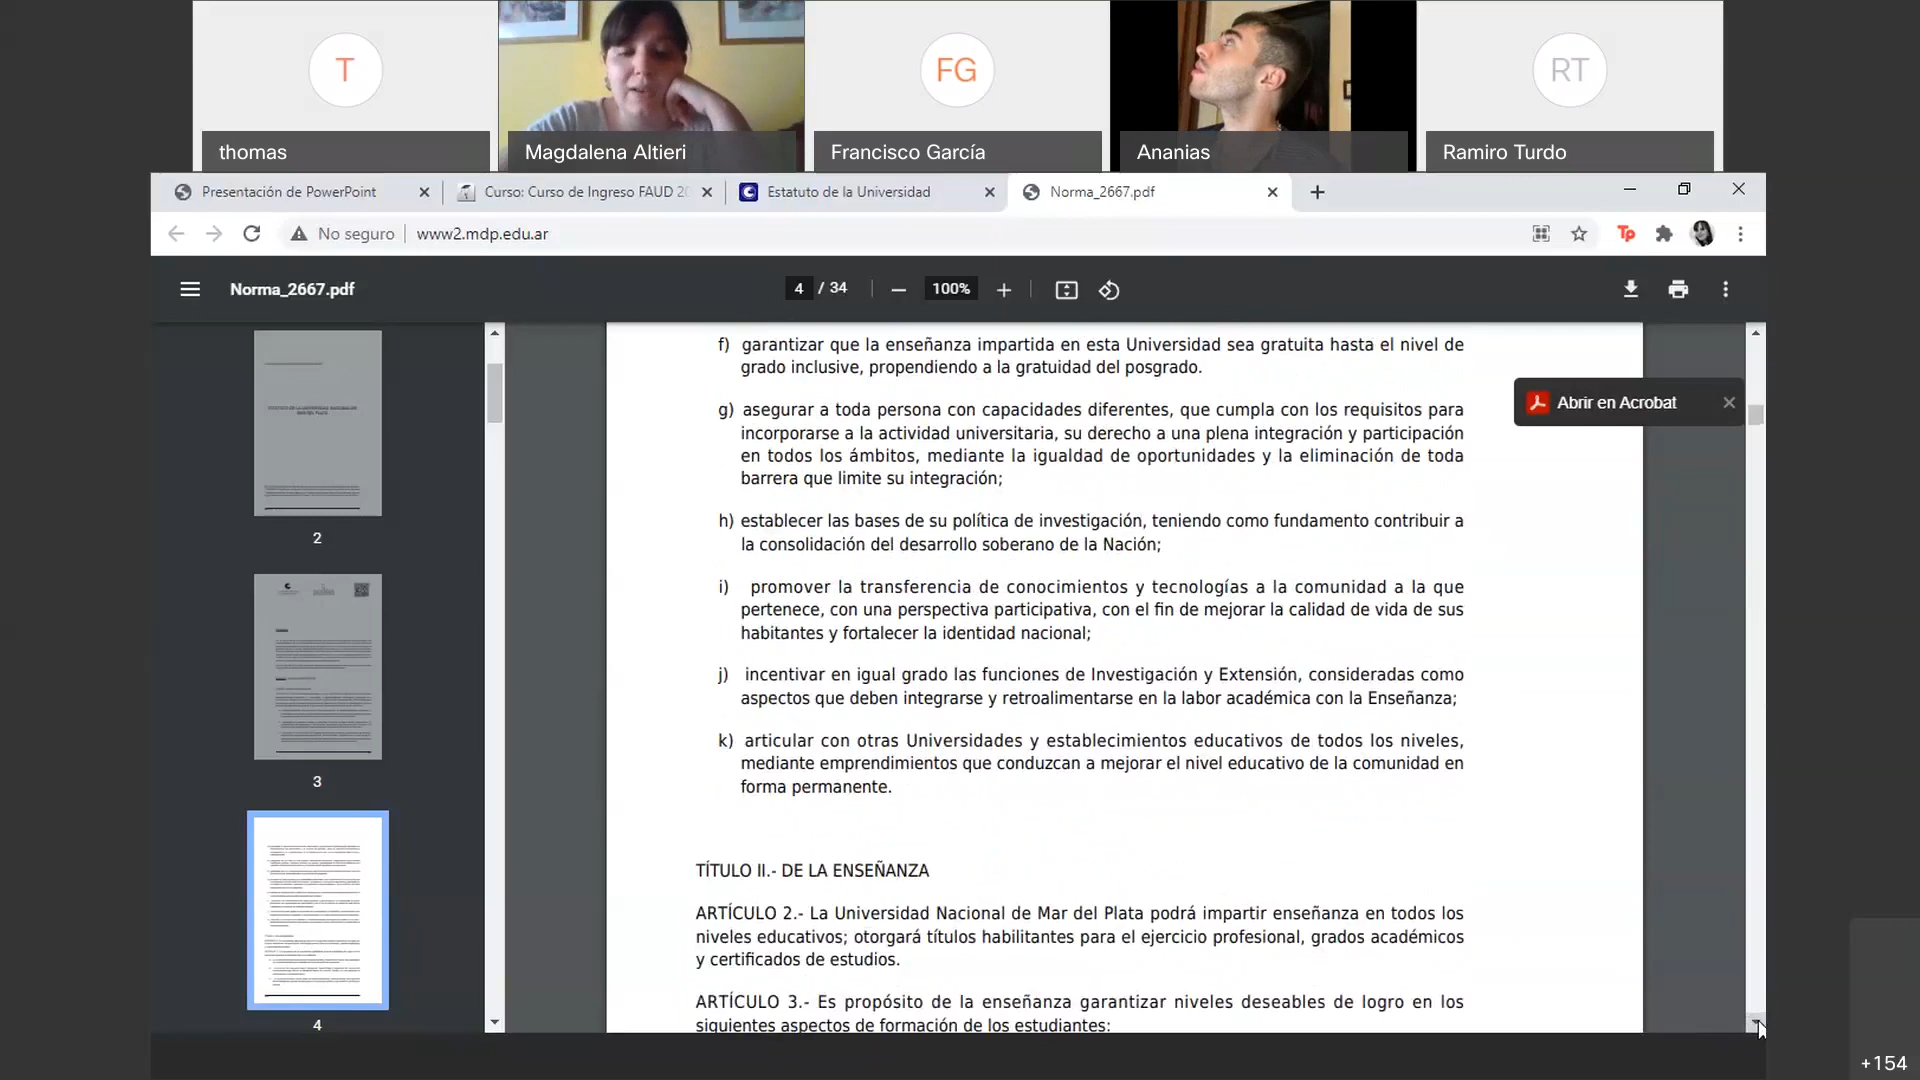 T
FG
RT
thomas
Magdalena Altieri
Francisco García
Ananias
Ramiro Turdo
Presentación de PowerPoint
Curso: Curso de Ingreso FAUD 20
Estatuto de la Universidad
Norma_2667.pdf
No seguro
www2.mdp.edu.ar
Tp
Norma_2667.pdf
4 / 34
100%
Abrir en Acrobat
2
3
4
f) garantizar que la enseñanza impartida en esta Universidad sea gratuita hasta el nivel de
grado inclusive, propendiendo a la gratuidad del posgrado.
g) asegurar a toda persona con capacidades diferentes, que cumpla con los requisitos para
incorporarse a la actividad universitaria, su derecho a una plena integración y participación
en todos los ámbitos, mediante la igualdad de oportunidades y la eliminación de toda
barrera que limite su integración;
h) establecer las bases de su política de investigación, teniendo como fundamento contribuir a
la consolidación del desarrollo soberano de la Nación;
i) promover la transferencia de conocimientos y tecnologías a la comunidad a la que
pertenece, con una perspectiva participativa, con el fin de mejorar la calidad de vida de sus
habitantes y fortalecer la identidad nacional;
j) incentivar en igual grado las funciones de Investigación y Extensión, consideradas como
aspectos que deben integrarse y retroalimentarse en la labor académica con la Enseñanza;
k) articular con otras Universidades y establecimientos educativos de todos los niveles,
mediante emprendimientos que conduzcan a mejorar el nivel educativo de la comunidad en
forma permanente.
TÍTULO II.- DE LA ENSEÑANZA
ARTÍCULO 2.- La Universidad Nacional de Mar del Plata podrá impartir enseñanza en todos los
niveles educativos; otorgará títulos habilitantes para el ejercicio profesional, grados académicos
y certificados de estudios.
ARTÍCULO 3.- Es propósito de la enseñanza garantizar niveles deseables de logro en los
siguientes aspectos de formación de los estudiantes:
+154